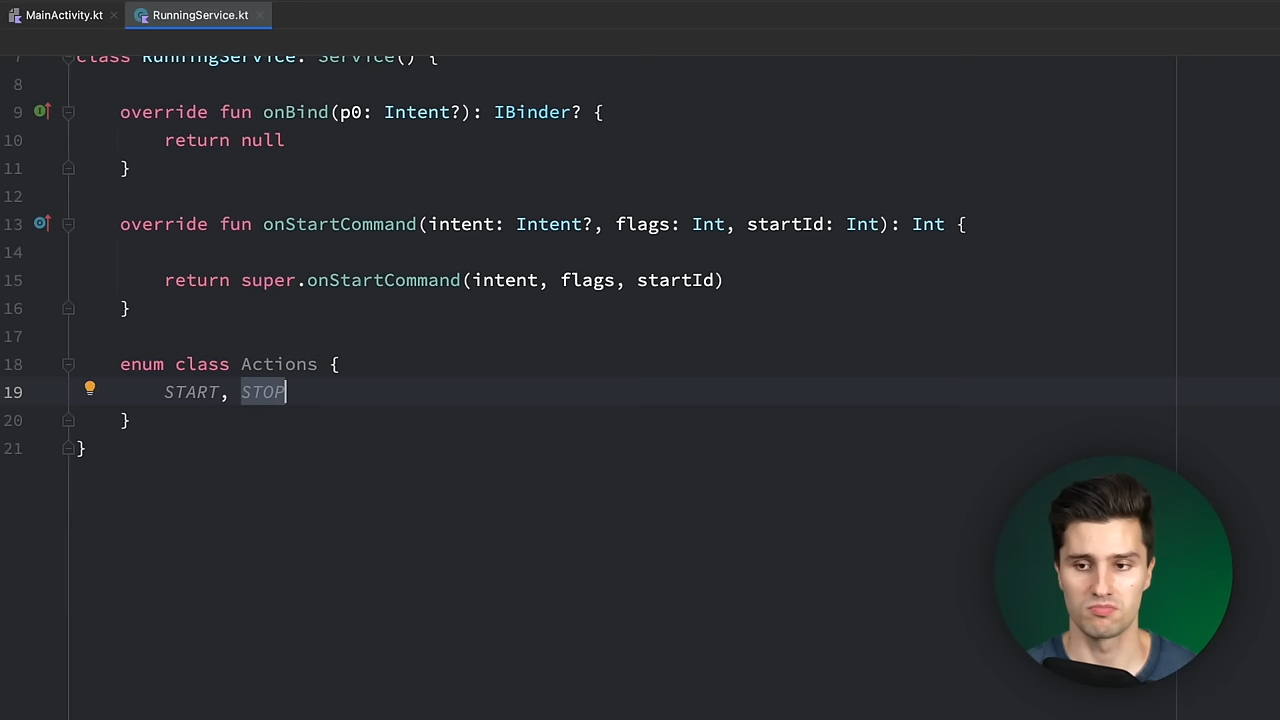 MainActivity.kt
RunningService.kt
7 class RunningService: Service() {
8
9 override fun onBind(p0: Intent?): IBinder? {
10 return null
11 }
12
13 override fun onStartCommand(intent: Intent?, flags: Int, startId: Int): Int {
14
15 return super.onStartCommand(intent, flags, startId)
16 }
17
18 enum class Actions {
19 START, STOP
20 }
21 }